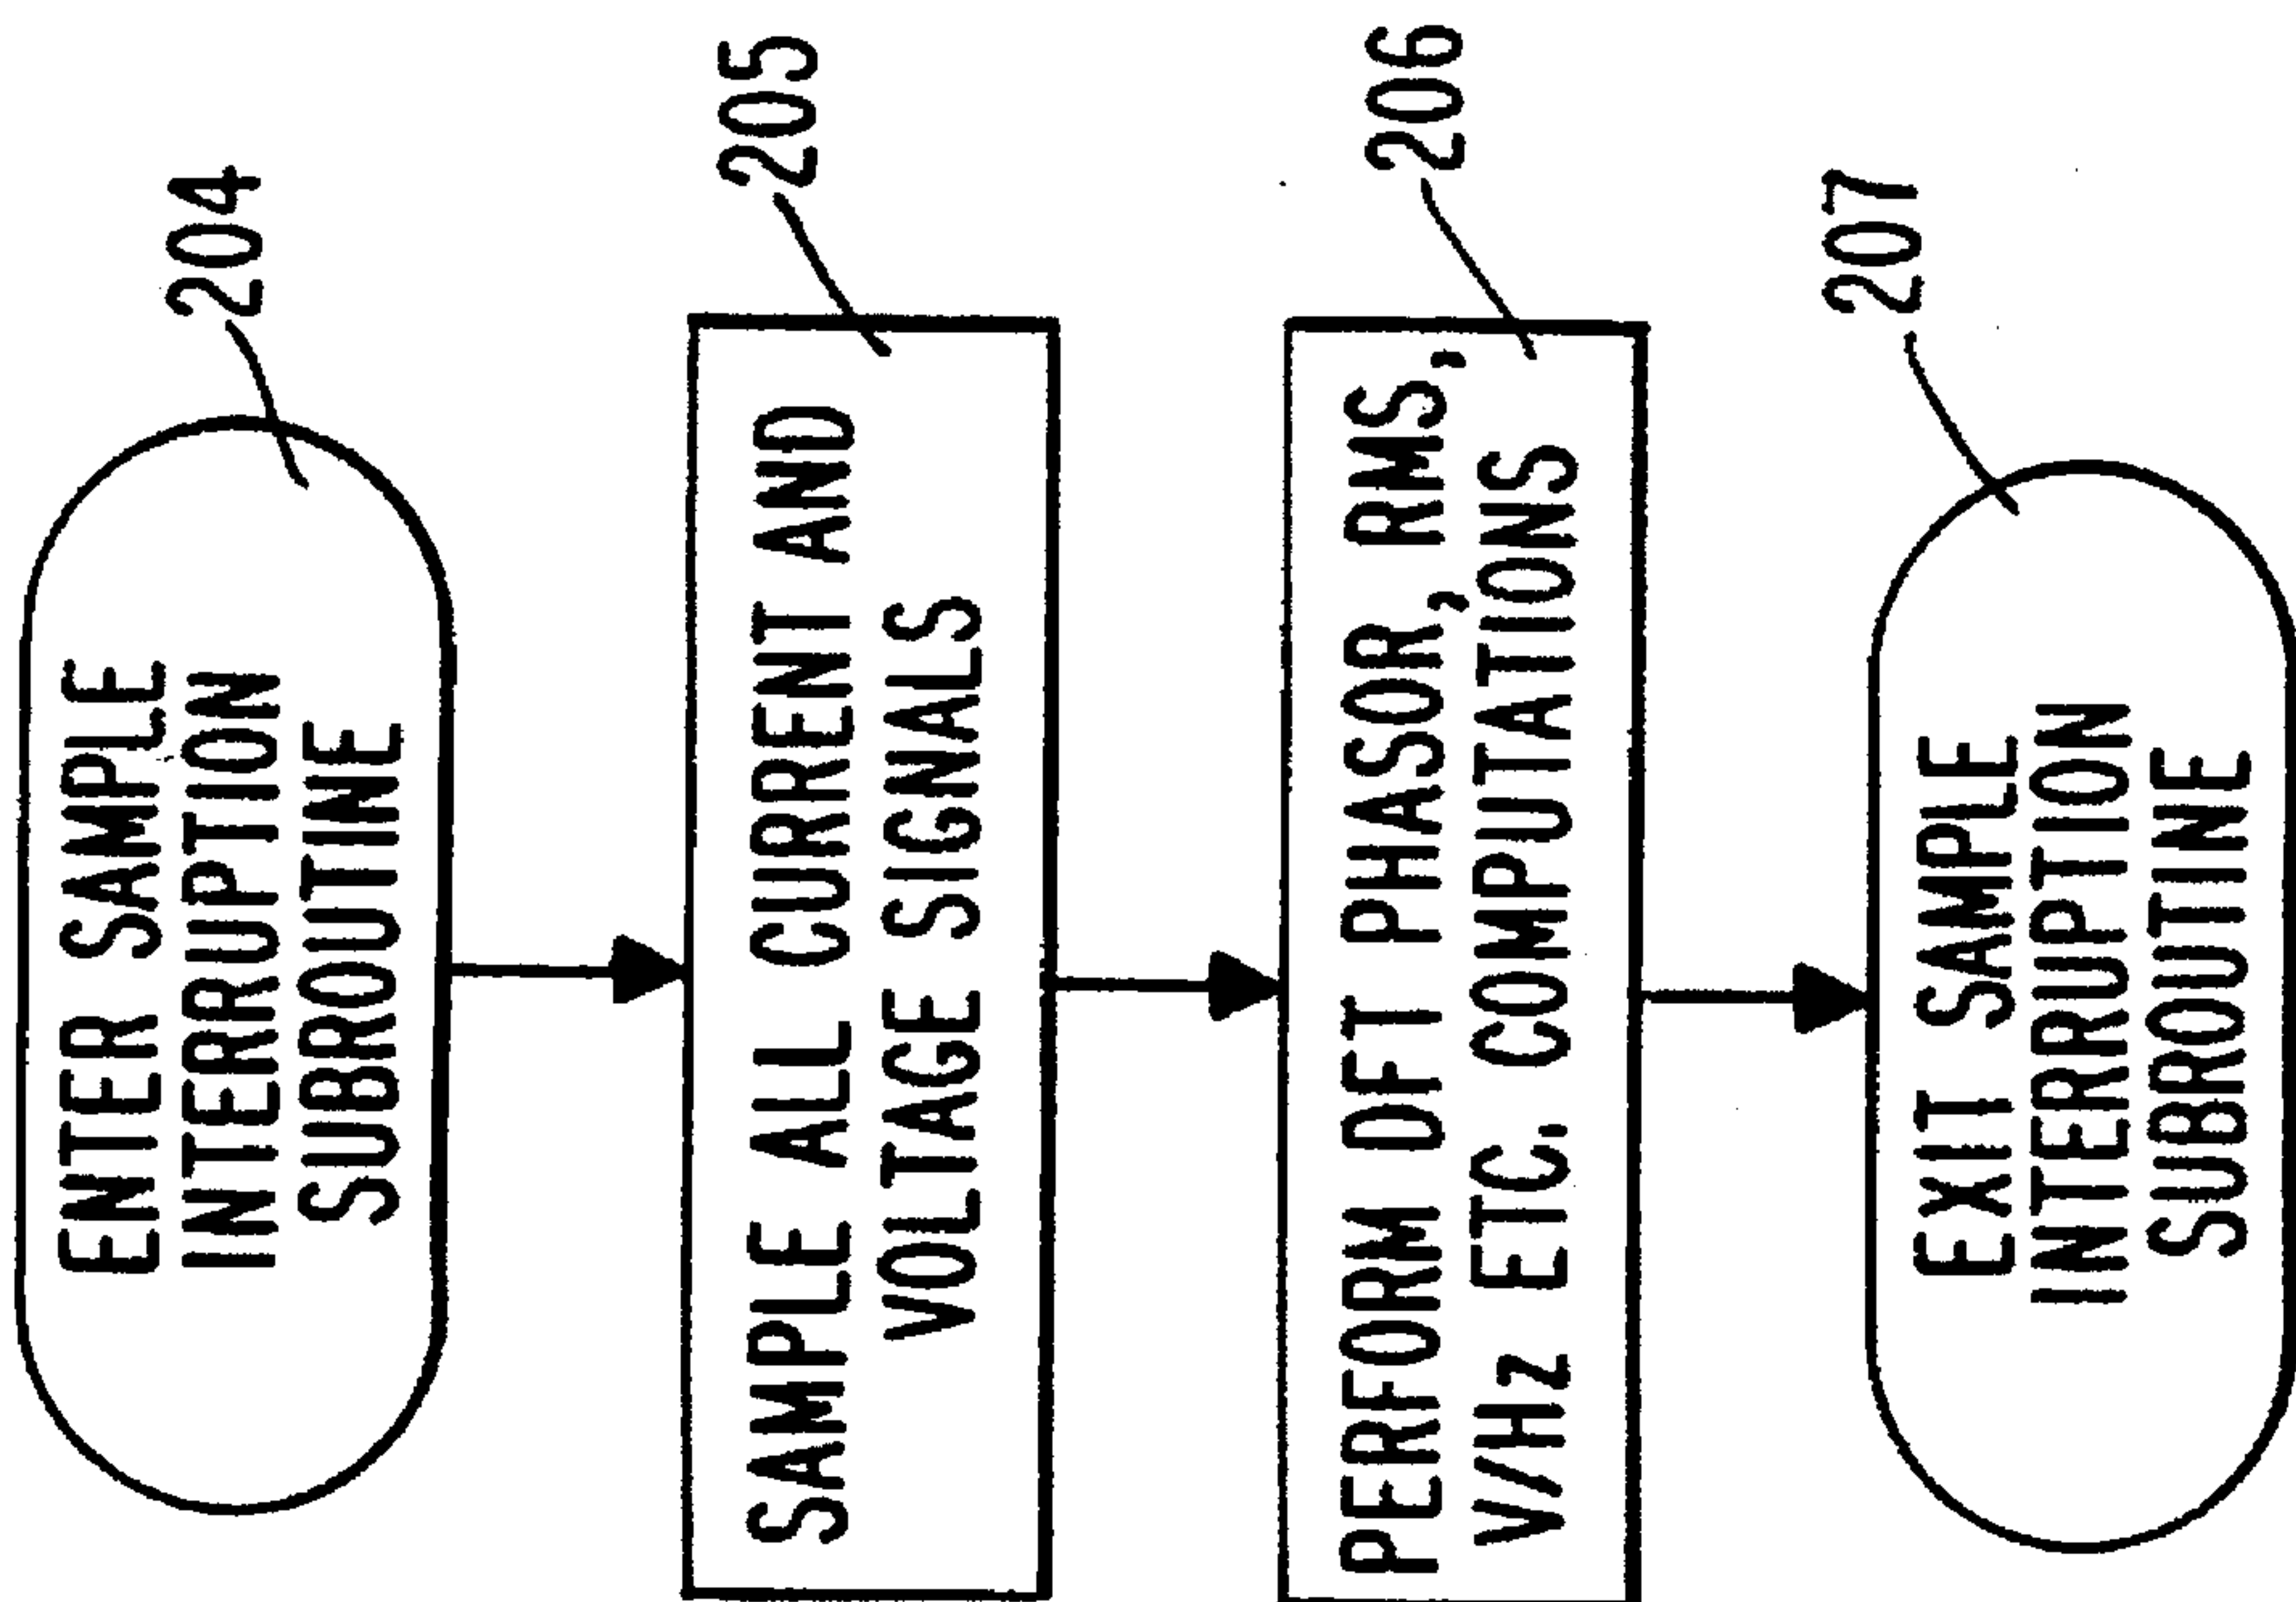 ENTER SAMPLE
INTERRUPTION
SUBROUTINE
204
SAMPLE ALL CURRENT AND
VOLTAGE SIGNALS
205
PERFORM DFT PHASOR, RMS,
V/Hz ETC. COMPUTATIONS
206
EXIT SAMPLE
INTERRUPTION
SUBROUTINE
207